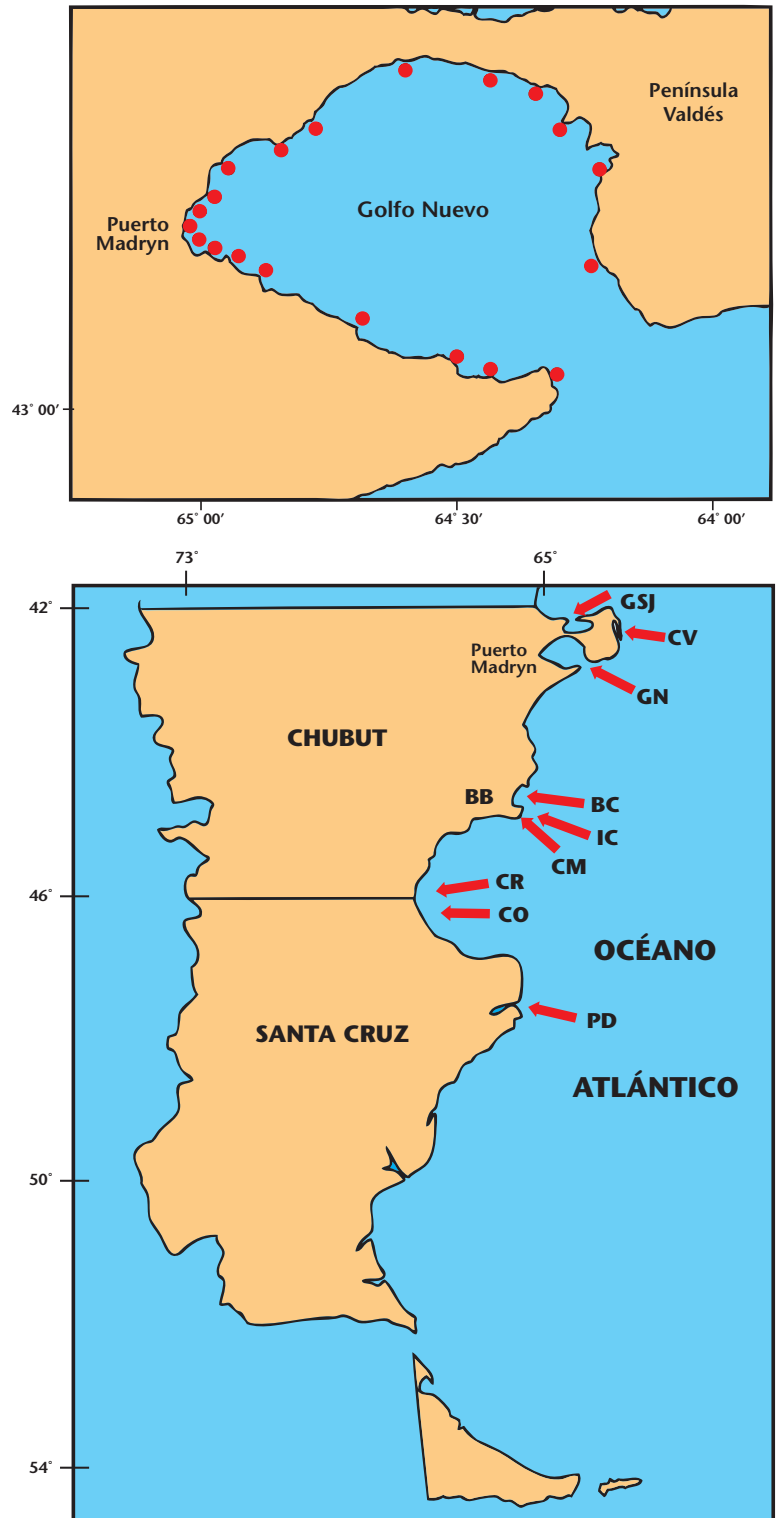 Península
Valdés
Golfo Nuevo
Puerto
Madryn
43° 00′
65° 00′
64° 30′
64° 00′
73°
65°
42°
GSJ
CV
Puerto
Madryn
GN
CHUBUT
BB
BC
IC
CM
CR
46°
CO
OCÉANO
PD
SANTA CRUZ
ATLÁNTICO
50°
54°